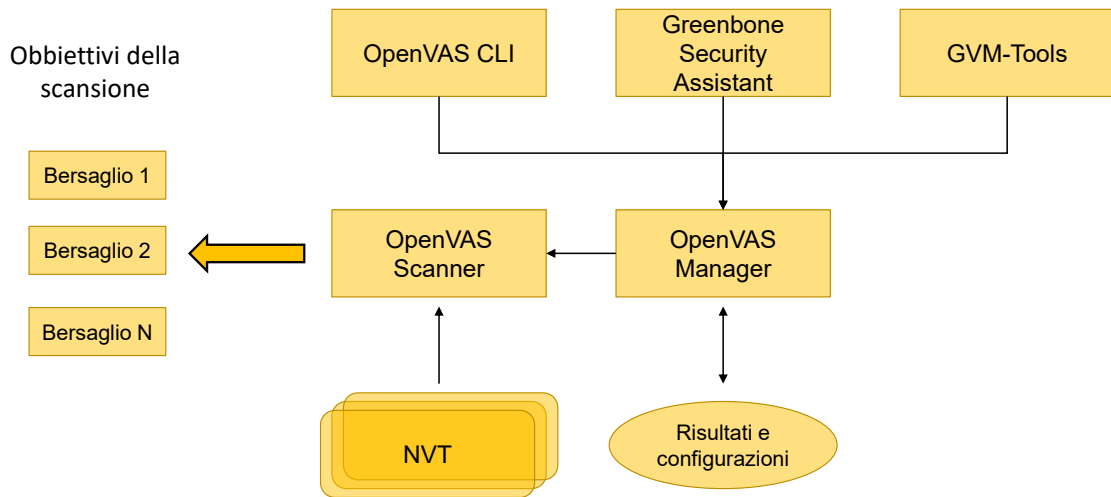 Obbiettivi della
scansione
OpenVAS CLI
Greenbone
Security
Assistant
GVM-Tools
Bersaglio 1
Bersaglio 2
Bersaglio N
OpenVAS
Scanner
OpenVAS
Manager
NVT
Risultati e
configurazioni